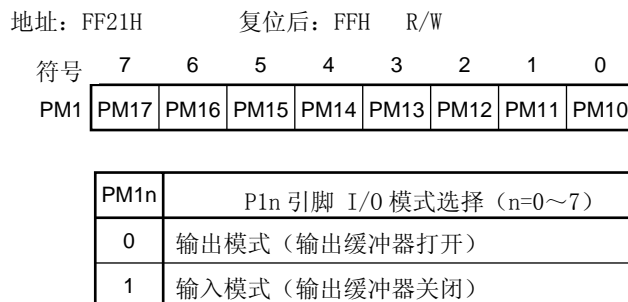 地址：FF21H 复位后：FFH R/W
符号 7 6 5 4 3 2 1 0
PM1 PM17 PM16 PM15 PM14 PM13 PM12 PM11 PM10
PM1n P1n 引脚 I/O 模式选择（n=0～7）
0 输出模式（输出缓冲器打开）
1 输入模式（输出缓冲器关闭）